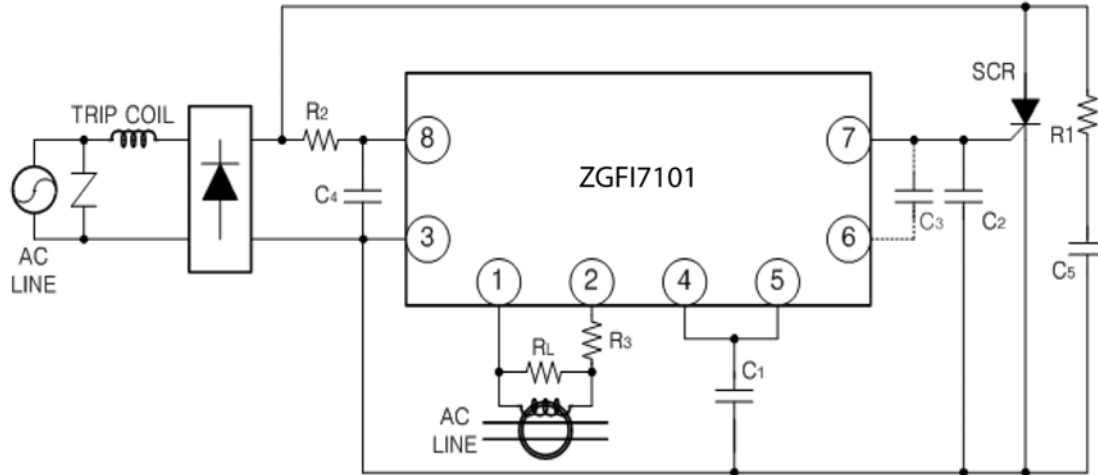 SCR
TRIP COIL
R2
R1
8
7
ZGFI7101
C4
C3
C2
3
6
AC
LINE
C5
1
2
4
5
R3
RL
C1
AC
LINE